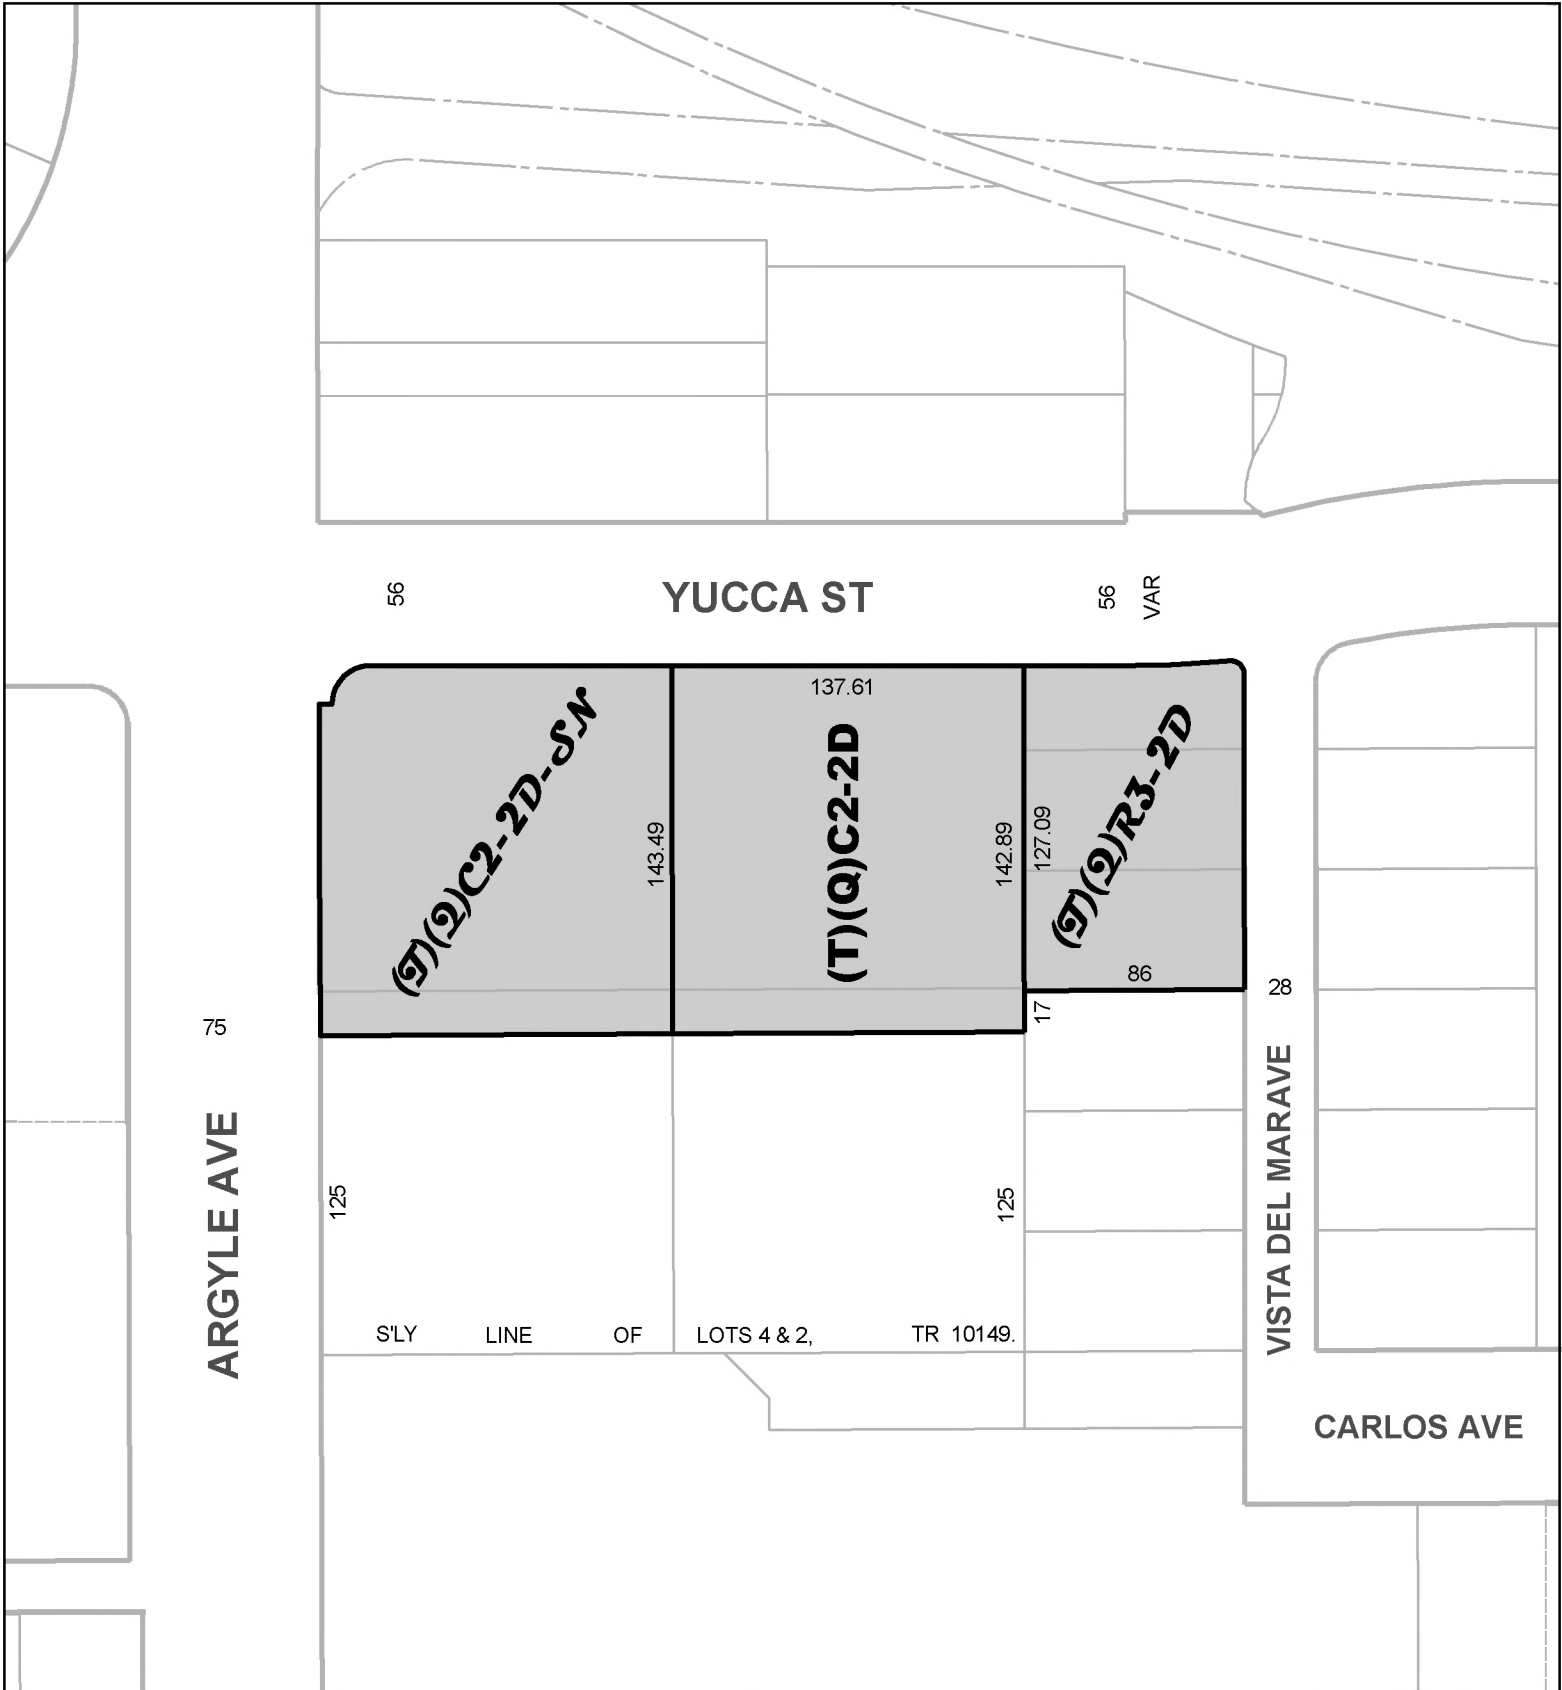 56
YUCCA ST
56
VAR
137.61
(T)(Q)C2-2D-SN
(T)(Q)C2-2D
(T)(Q)R3-2D
143.49
142.89
127.09
86
28
17
75
ARGYLE AVE
VISTA DEL MARAVE
125
125
S'LY LINE OF LOTS 4 & 2, TR 10149.
CARLOS AVE